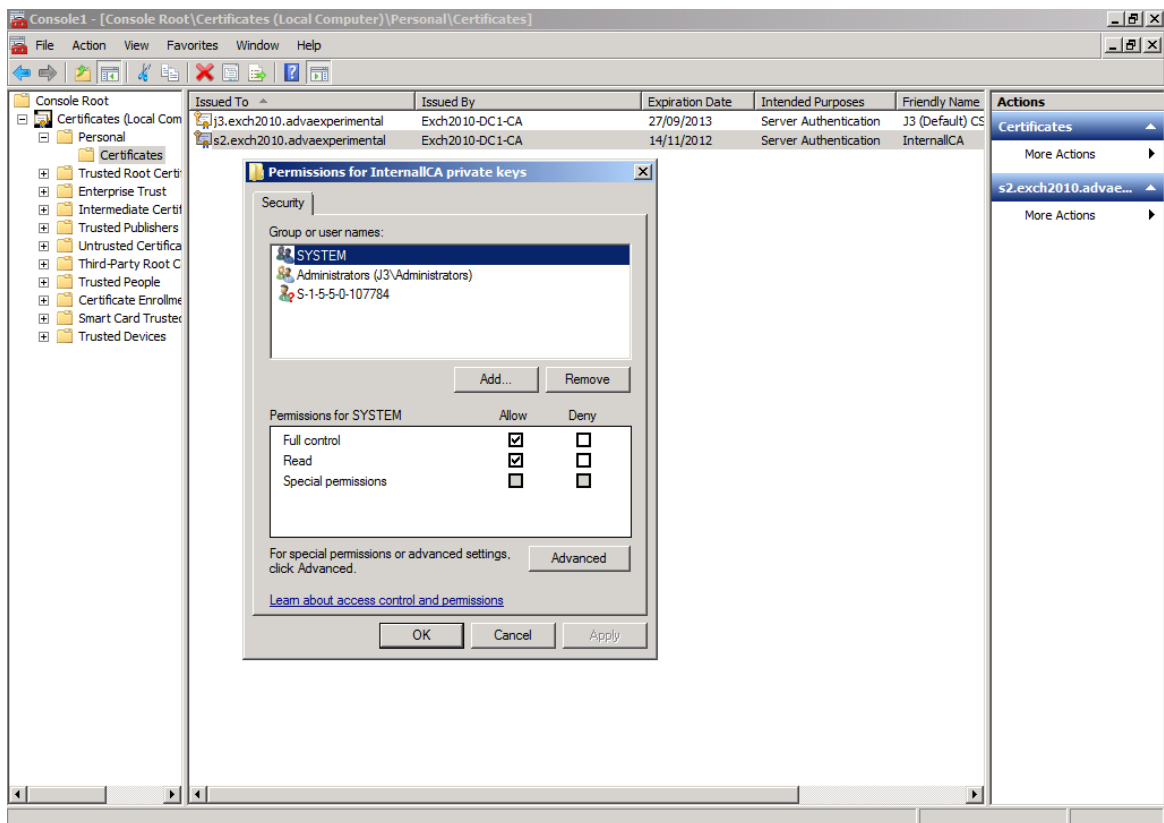 Console1 - [Console Root\Certificates (Local Computer)\Personal\Certificates]
File Action View Favorites Window Help
Console Root
Certificates (Local Com
Personal
Certificates
Trusted Root Certi
Enterprise Trust
Intermediate Certif
Trusted Publishers
Untrusted Certifica
Third-Party Root C
Trusted People
Certificate Enrollme
Smart Card Trusted
Trusted Devices
Issued To Issued By Expiration Date Intended Purposes Friendly Name
j3.exch2010.advaexperimental Exch2010-DC1-CA 27/09/2013 Server Authentication J3 (Default) CS
s2.exch2010.advaexperimental Exch2010-DC1-CA 14/11/2012 Server Authentication InternallCA
Permissions for InternallCA private keys
Security
Group or user names:
SYSTEM
Administrators (J3\Administrators)
S-1-5-5-0-107784
Add... Remove
Permissions for SYSTEM Allow Deny
Full control
Read
Special permissions
For special permissions or advanced settings,
click Advanced.
Advanced
Learn about access control and permissions
OK Cancel Apply
Actions
Certificates
More Actions
s2.exch2010.advae...
More Actions